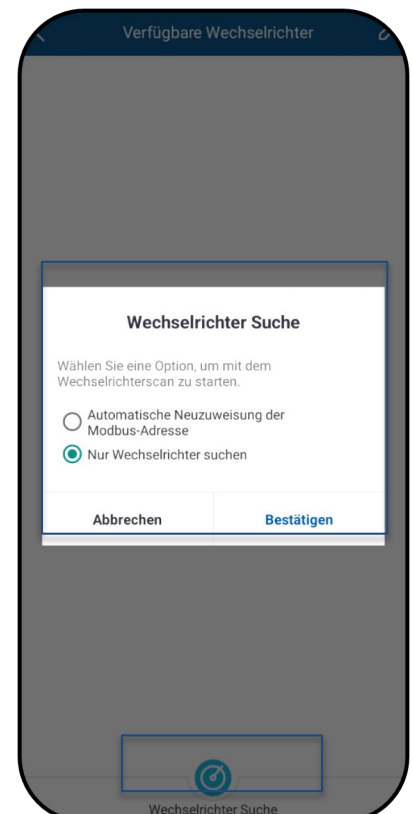 Verfügbare Wechselrichter
Wechselrichter Suche
Wählen Sie eine Option, um mit dem
Wechselrichterscan zu starten.
Automatische Neuzuweisung der
Modbus-Adresse
Nur Wechselrichter suchen
Abbrechen
Bestätigen
Wechselrichter Suche